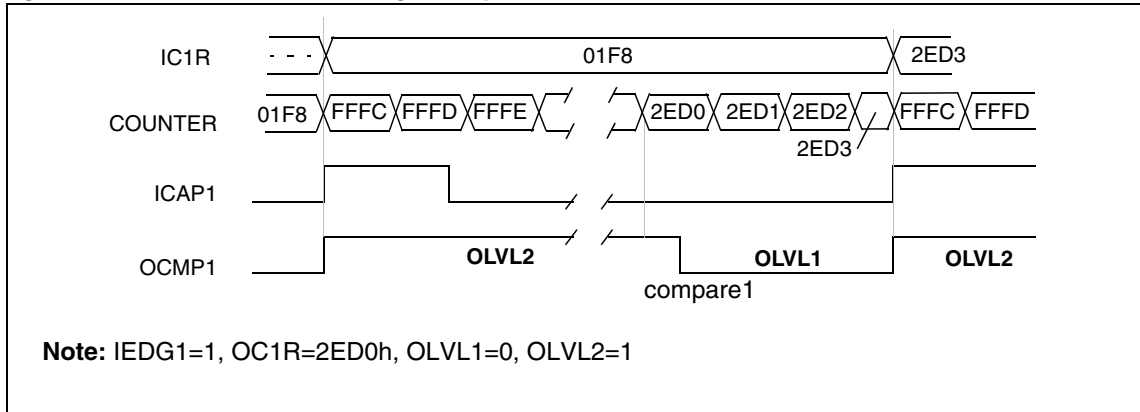 IC1R - - - 01F8 2ED3
COUNTER 01F8 FFFC FFFD FFFE 2ED0 2ED1 2ED2 FFFC FFFD
2ED3
ICAP1
OCMP1 OLVL2 OLVL1 OLVL2
compare1
Note: IEDG1=1, OC1R=2ED0h, OLVL1=0, OLVL2=1